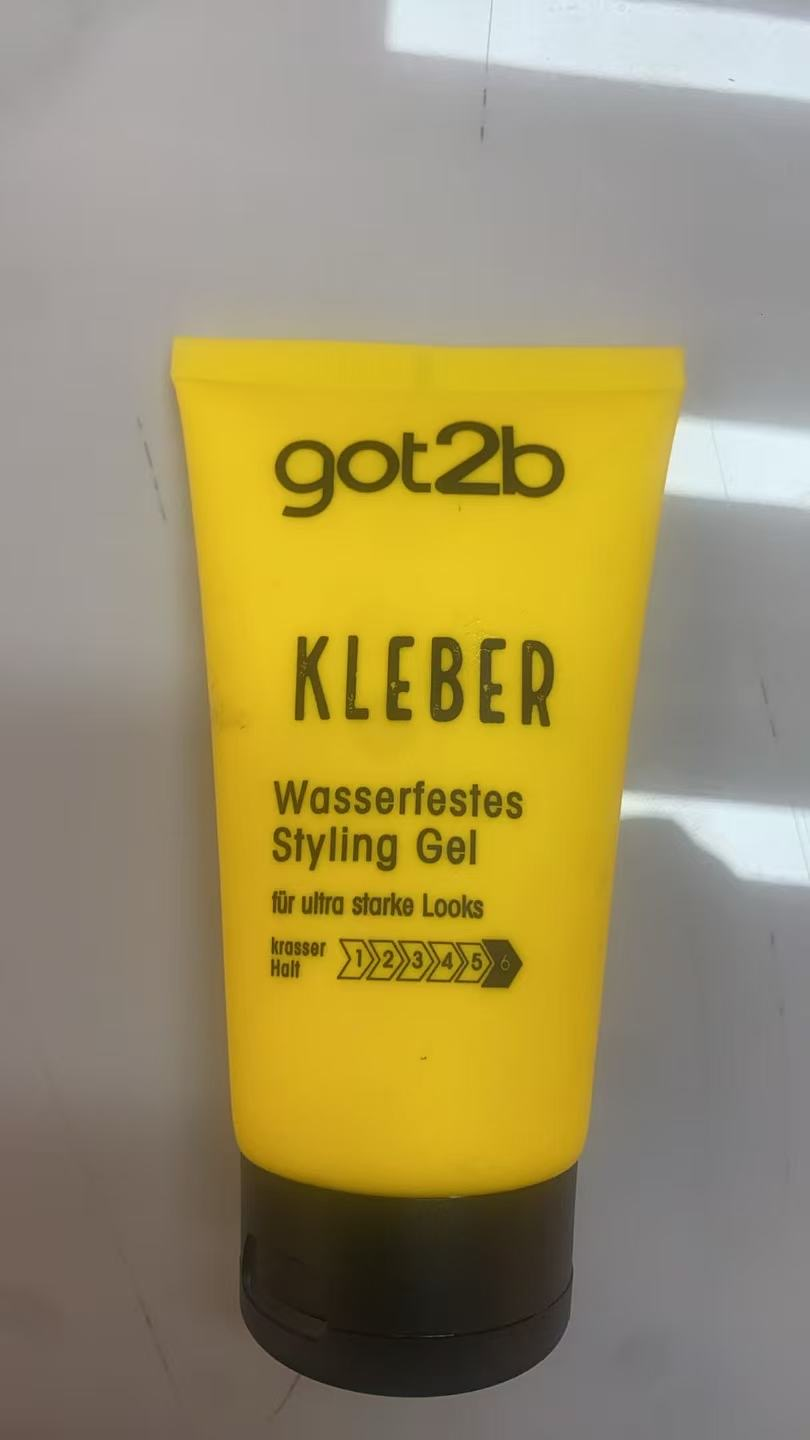 got2b
KLEBER
Wasserfestes
Styling Gel
für ultra starke Looks
krasser
Halt
1 2 3 4 5 6